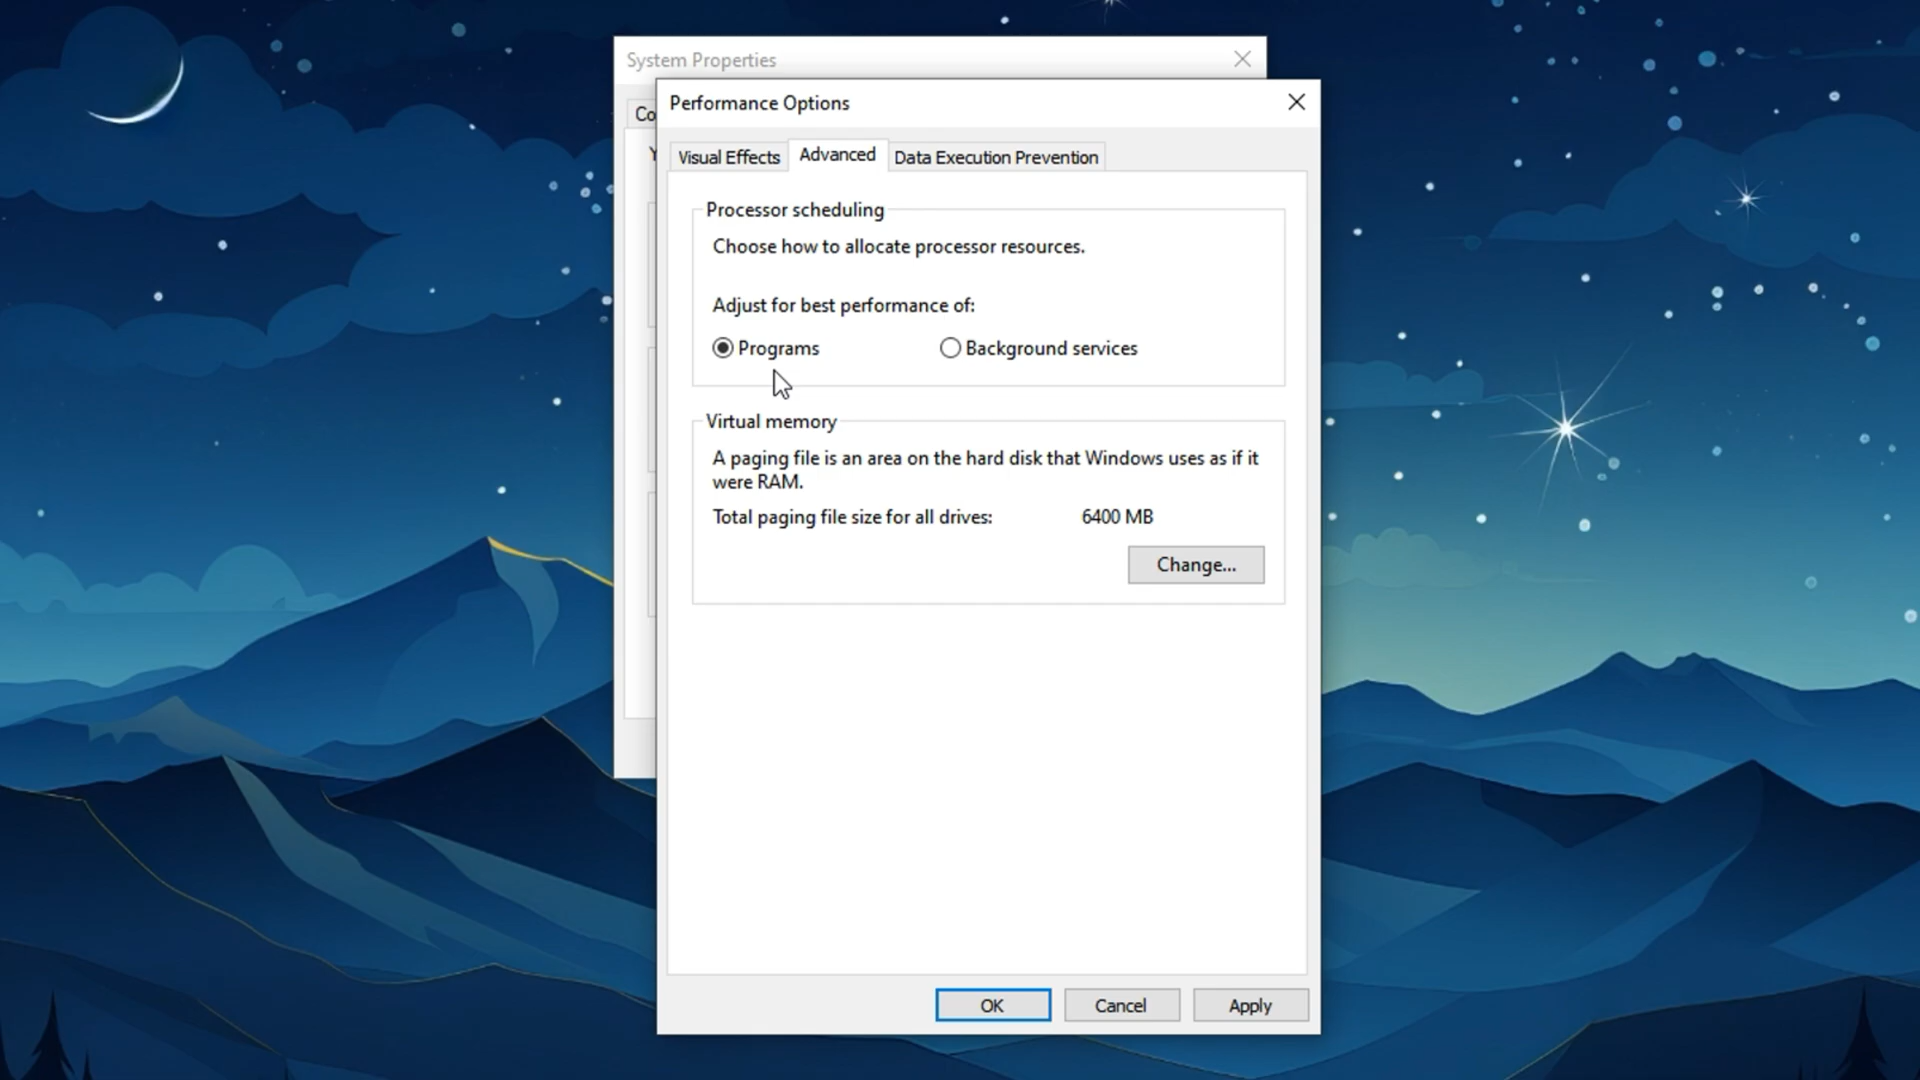 System Properties
Performance Options
Co
Visual Effects
Advanced
Data Execution Prevention
Processor scheduling
Choose how to allocate processor resources.
Adjust for best performance of:
Programs
Background services
Virtual memory
A paging file is an area on the hard disk that Windows uses as if it
were RAM.
Total paging file size for all drives:
6400 MB
Change...
OK
Cancel
Apply